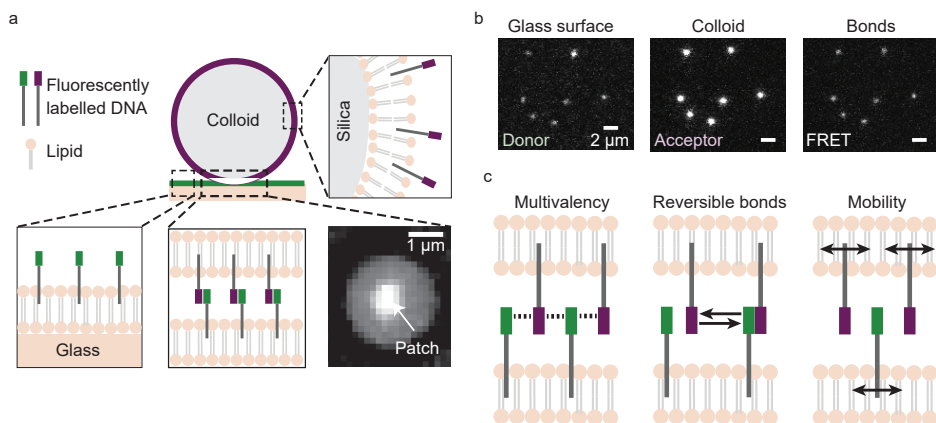 a
Fluorescently
labelled DNA
Lipid
Colloid
Silica
Glass
1 µm
Patch
b
Glass surface
Colloid
Bonds
Donor
2 µm
Acceptor
FRET
c
Multivalency
Reversible bonds
Mobility